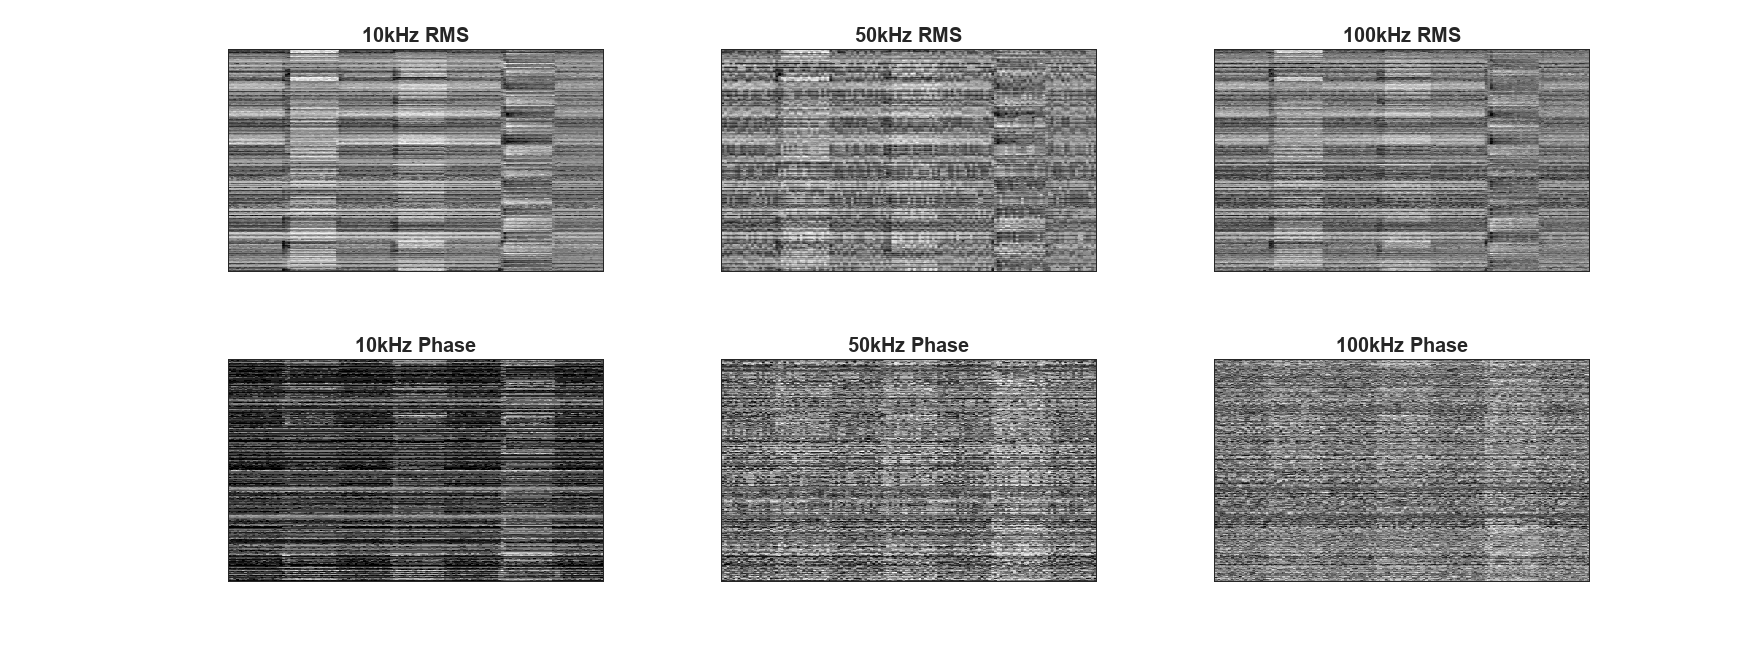 10kHz RMS
50kHz RMS
100kHz RMS
10kHz Phase
50kHz Phase
100kHz Phase